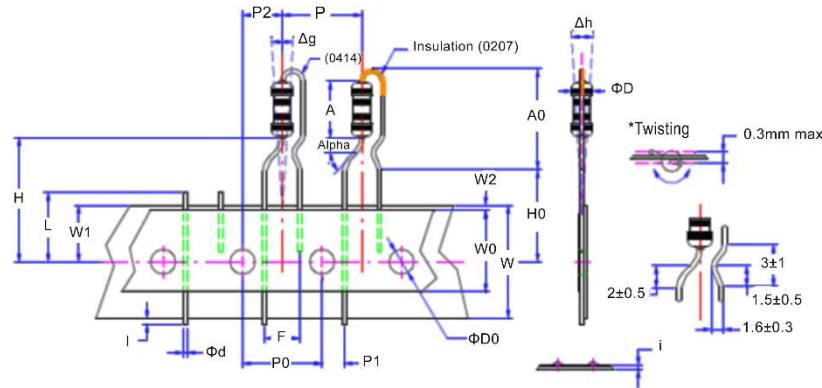 P2
P
Δg
(0414)
Insulation (0207)
Δh
ΦD
A
A0
*Twisting
0.3mm max
Alpha
H
L
W1
W2
H0
W0
W
3±1
2±0.5
1.5±0.5
1.6±0.3
I
Φd
F
P0
P1
ΦD0
i